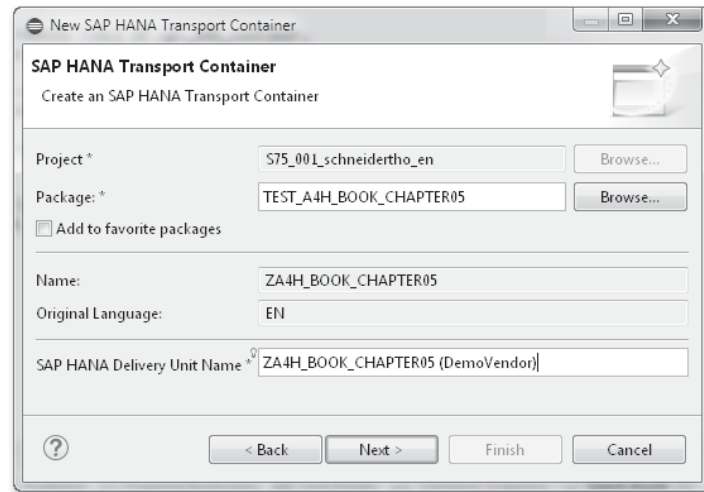 New SAP HANA Transport Container
SAP HANA Transport Container
Create an SAP HANA Transport Container
Project * S75_001_schneidertho_en Browse...
Package: * TEST_A4H_BOOK_CHAPTER05 Browse...
Add to favorite packages
Name: ZA4H_BOOK_CHAPTER05
Original Language: EN
SAP HANA Delivery Unit Name * ZA4H_BOOK_CHAPTER05 (DemoVendor)
? < Back Next > Finish Cancel